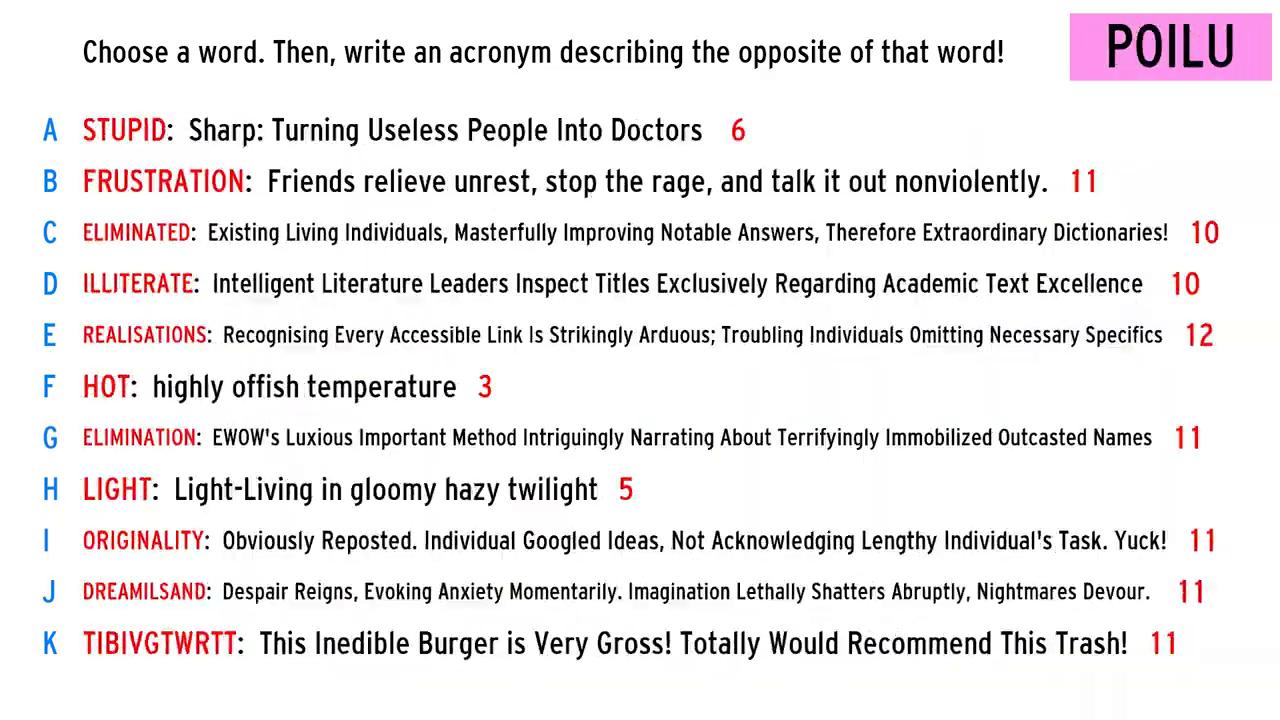 Choose a word. Then, write an acronym describing the opposite of that word!
POILU
A STUPID: Sharp: Turning Useless People Into Doctors 6
B FRUSTRATION: Friends relieve unrest, stop the rage, and talk it out nonviolently. 11
C ELIMINATED: Existing Living Individuals, Masterfully Improving Notable Answers, Therefore Extraordinary Dictionaries! 10
D ILLITERATE: Intelligent Literature Leaders Inspect Titles Exclusively Regarding Academic Text Excellence 10
E REALISATIONS: Recognising Every Accessible Link Is Strikingly Arduous; Troubling Individuals Omitting Necessary Specifics 12
F HOT: highly offish temperature 3
G ELIMINATION: EWOW's Luxious Important Method Intriguingly Narrating About Terrifyingly Immobilized Outcasted Names 11
H LIGHT: Light-Living in gloomy hazy twilight 5
I ORIGINALITY: Obviously Reposted. Individual Googled Ideas, Not Acknowledging Lengthy Individual's Task. Yuck! 11
J DREAMILSAND: Despair Reigns, Evoking Anxiety Momentarily. Imagination Lethally Shatters Abruptly, Nightmares Devour. 11
K TIBIVGTWRTT: This Inedible Burger is Very Gross! Totally Would Recommend This Trash! 11